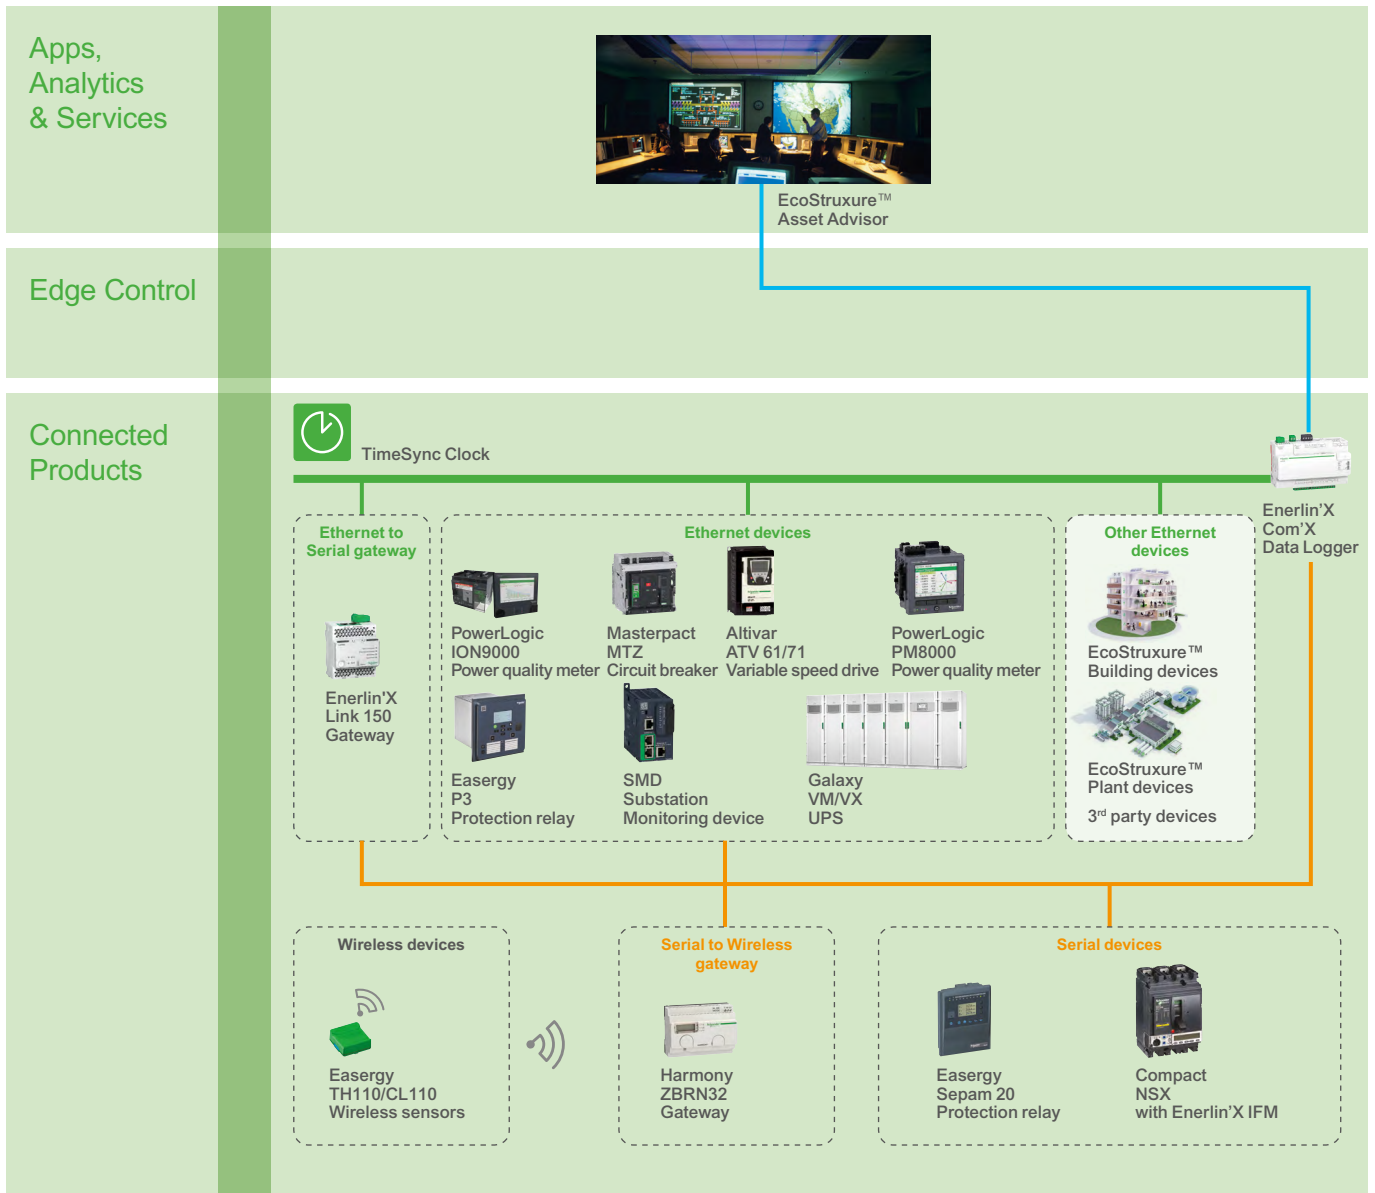 Apps,
Analytics
& Services
EcoStruxure™
Asset Advisor
Edge Control
Connected
Products
TimeSync Clock
Enerlin’X
Com’X
Data Logger
Ethernet to
Serial gateway
Enerlin'X
Link 150
Gateway
Ethernet devices
PowerLogic
ION9000
Power quality meter
Masterpact
MTZ
Circuit breaker
Altivar
ATV 61/71
Variable speed drive
PowerLogic
PM8000
Power quality meter
Easergy
P3
Protection relay
SMD
Substation
Monitoring device
Galaxy
VM/VX
UPS
Other Ethernet
devices
EcoStruxure™
Building devices
EcoStruxure™
Plant devices
3rd party devices
Wireless devices
Easergy
TH110/CL110
Wireless sensors
Serial to Wireless
gateway
Harmony
ZBRN32
Gateway
Serial devices
Easergy
Sepam 20
Protection relay
Compact
NSX
with Enerlin’X IFM